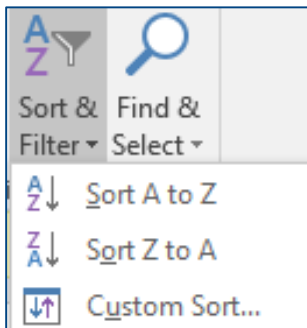 Sort & Find &
Filter Select
Sort A to Z
Sort Z to A
Custom Sort...